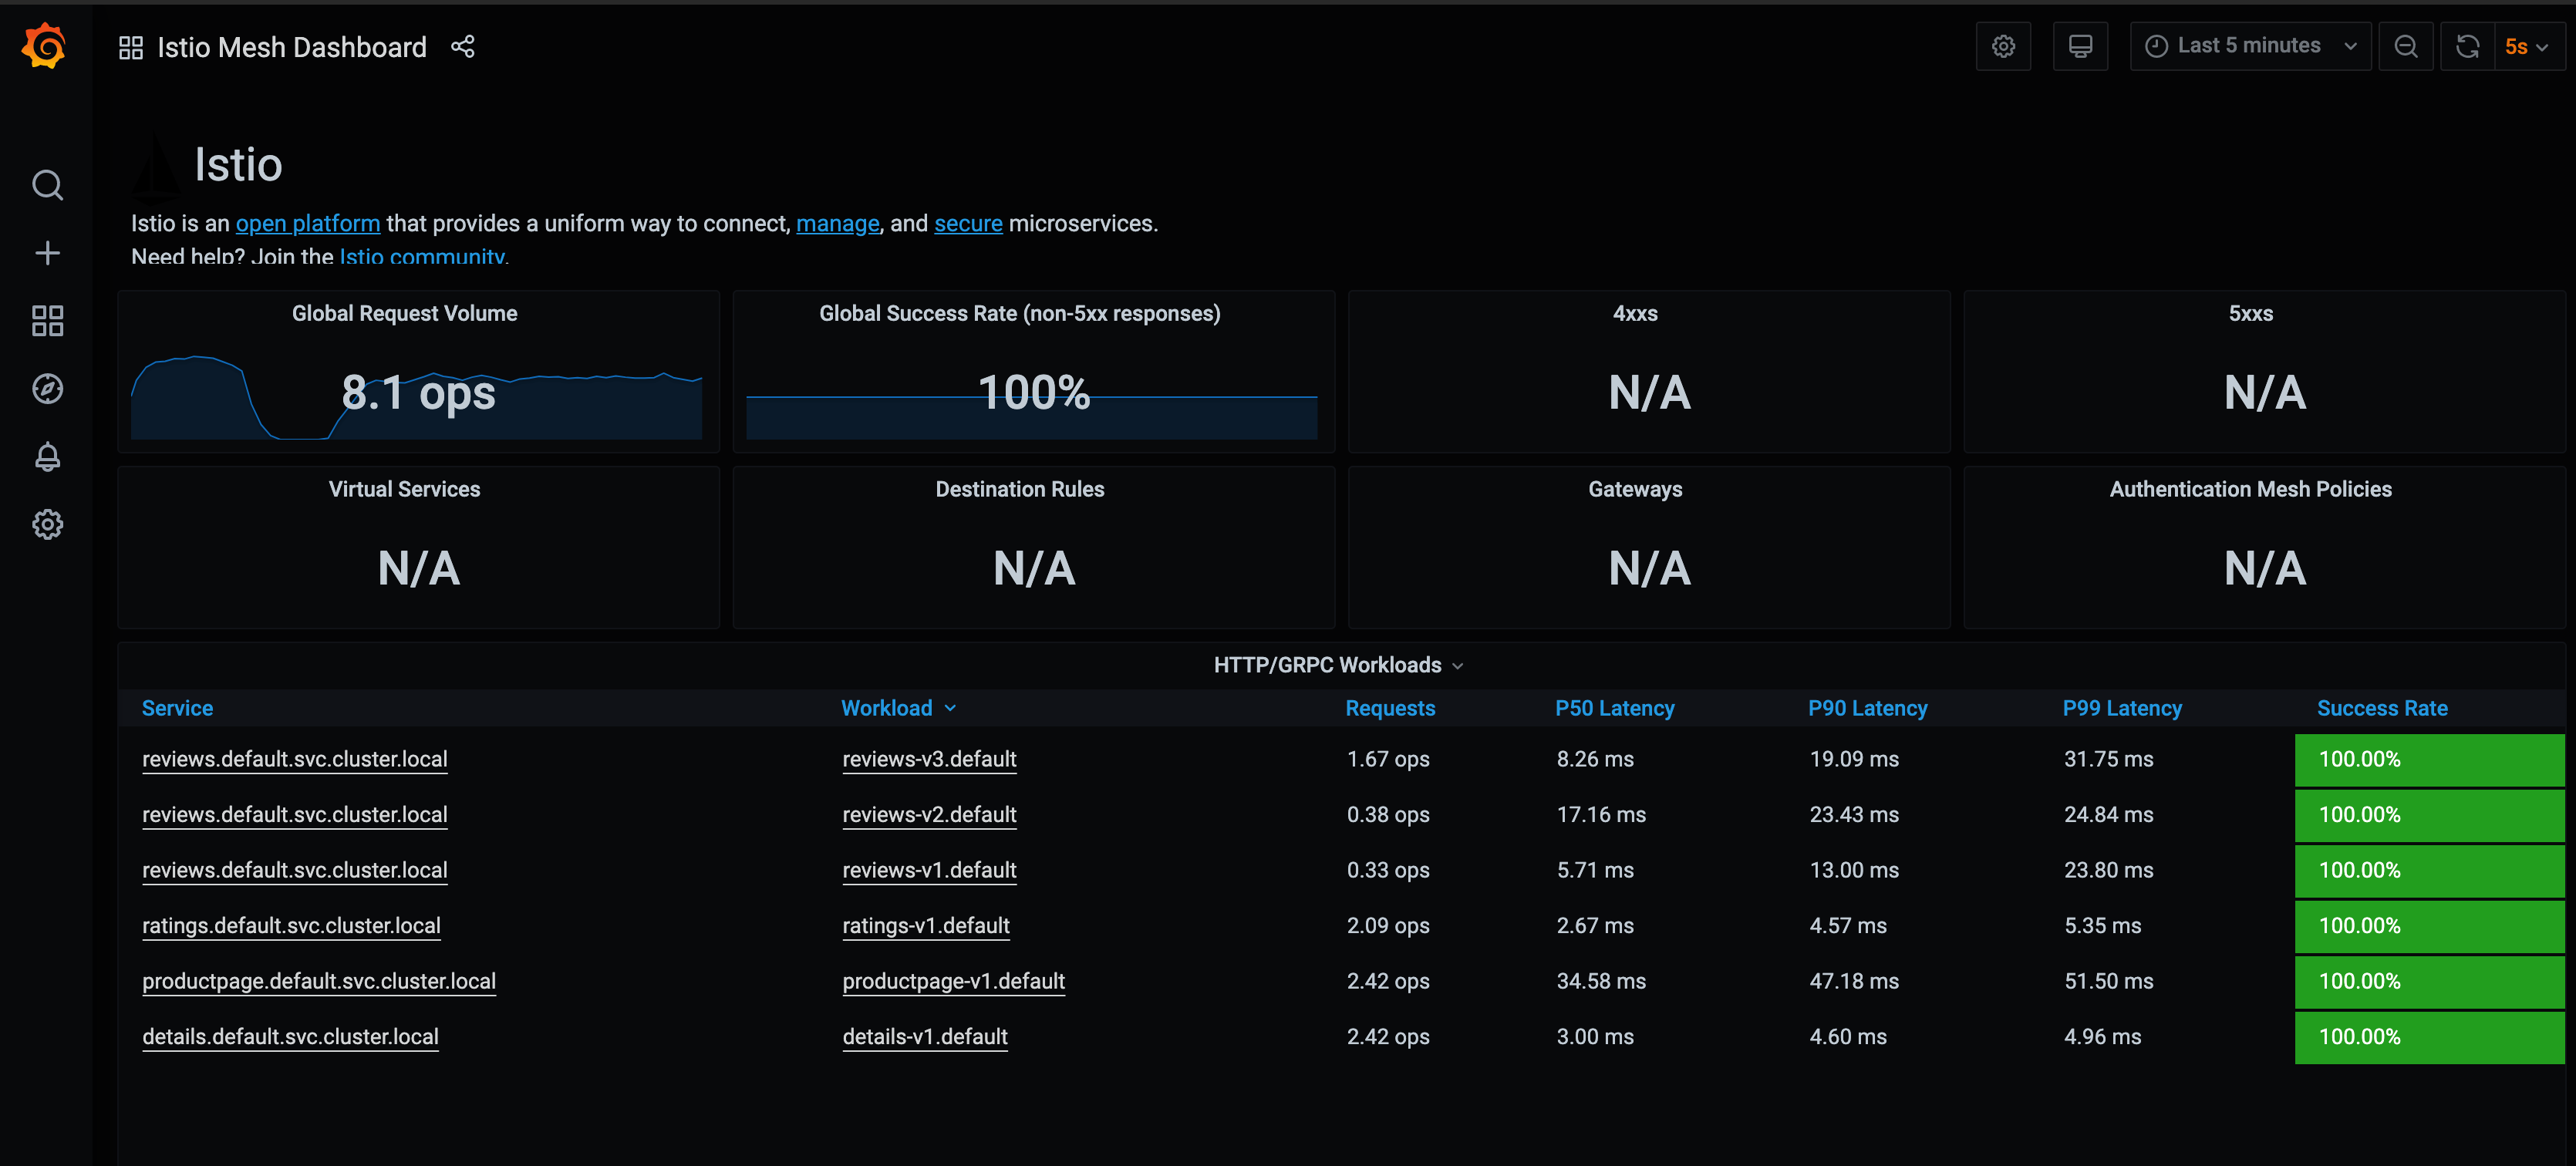 Istio Mesh Dashboard
Last 5 minutes
5s
Istio
Istio is an open platform that provides a uniform way to connect, manage, and secure microservices.
Need help? Join the Istio community.
Global Request Volume
8.1 ops
Global Success Rate (non-5xx responses)
100%
4xxs
N/A
5xxs
N/A
Virtual Services
N/A
Destination Rules
N/A
Gateways
N/A
Authentication Mesh Policies
N/A
HTTP/GRPC Workloads
Service Workload Requests P50 Latency P90 Latency P99 Latency Success Rate
reviews.default.svc.cluster.local reviews-v3.default 1.67 ops 8.26 ms 19.09 ms 31.75 ms 100.00%
reviews.default.svc.cluster.local reviews-v2.default 0.38 ops 17.16 ms 23.43 ms 24.84 ms 100.00%
reviews.default.svc.cluster.local reviews-v1.default 0.33 ops 5.71 ms 13.00 ms 23.80 ms 100.00%
ratings.default.svc.cluster.local ratings-v1.default 2.09 ops 2.67 ms 4.57 ms 5.35 ms 100.00%
productpage.default.svc.cluster.local productpage-v1.default 2.42 ops 34.58 ms 47.18 ms 51.50 ms 100.00%
details.default.svc.cluster.local details-v1.default 2.42 ops 3.00 ms 4.60 ms 4.96 ms 100.00%